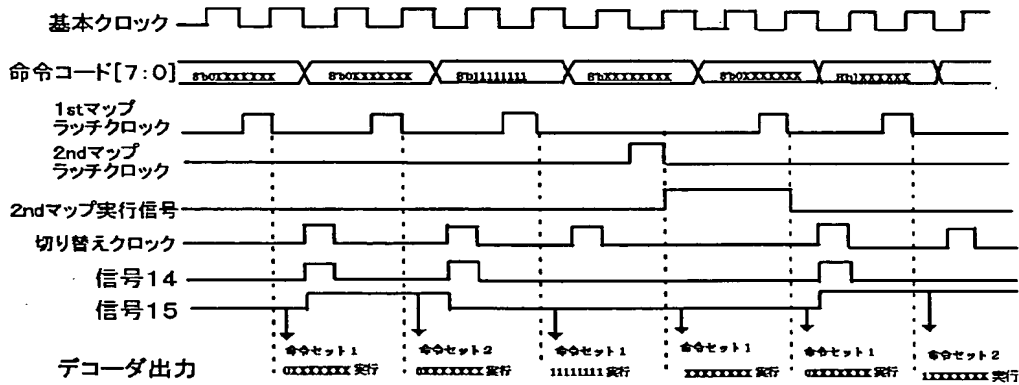 基本クロック
命令コード[7:0] 8'b0XXXXXXX 8'b0XXXXXXX 8'b11111111 8'bXXXXXXXX 8'b0XXXXXXX 8'b1XXXXXX
1stマップ
ラッチクロック
2ndマップ
ラッチクロック
2ndマップ実行信号
切り替えクロック
信号14
信号15
デコーダ出力
命令セット1
0XXXXXXX 実行
命令セット2
0XXXXXXX 実行
命令セット1
11111111 実行
命令セット1
XXXXXXXX 実行
命令セット1
0XXXXXXX 実行
命令セット2
1XXXXXXX 実行